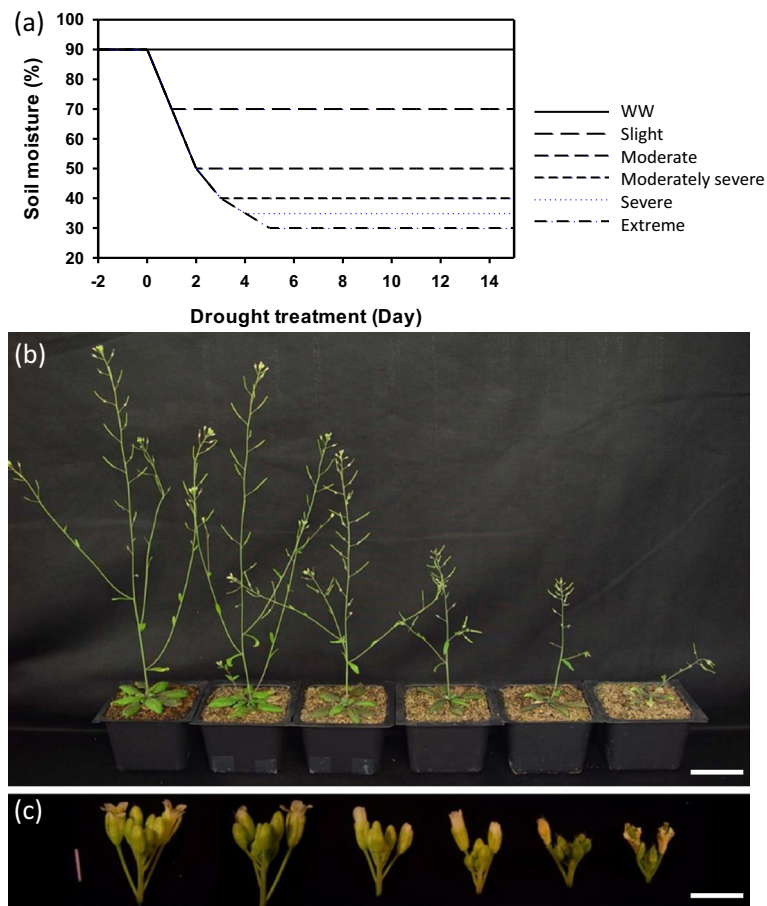 (a)
100
90
80
70
60
50
40
30
20
Soil moisture (%)
-2 0 2 4 6 8 10 12 14
Drought treatment (Day)
WW
Slight
Moderate
Moderately severe
Severe
Extreme
(b)
(c)